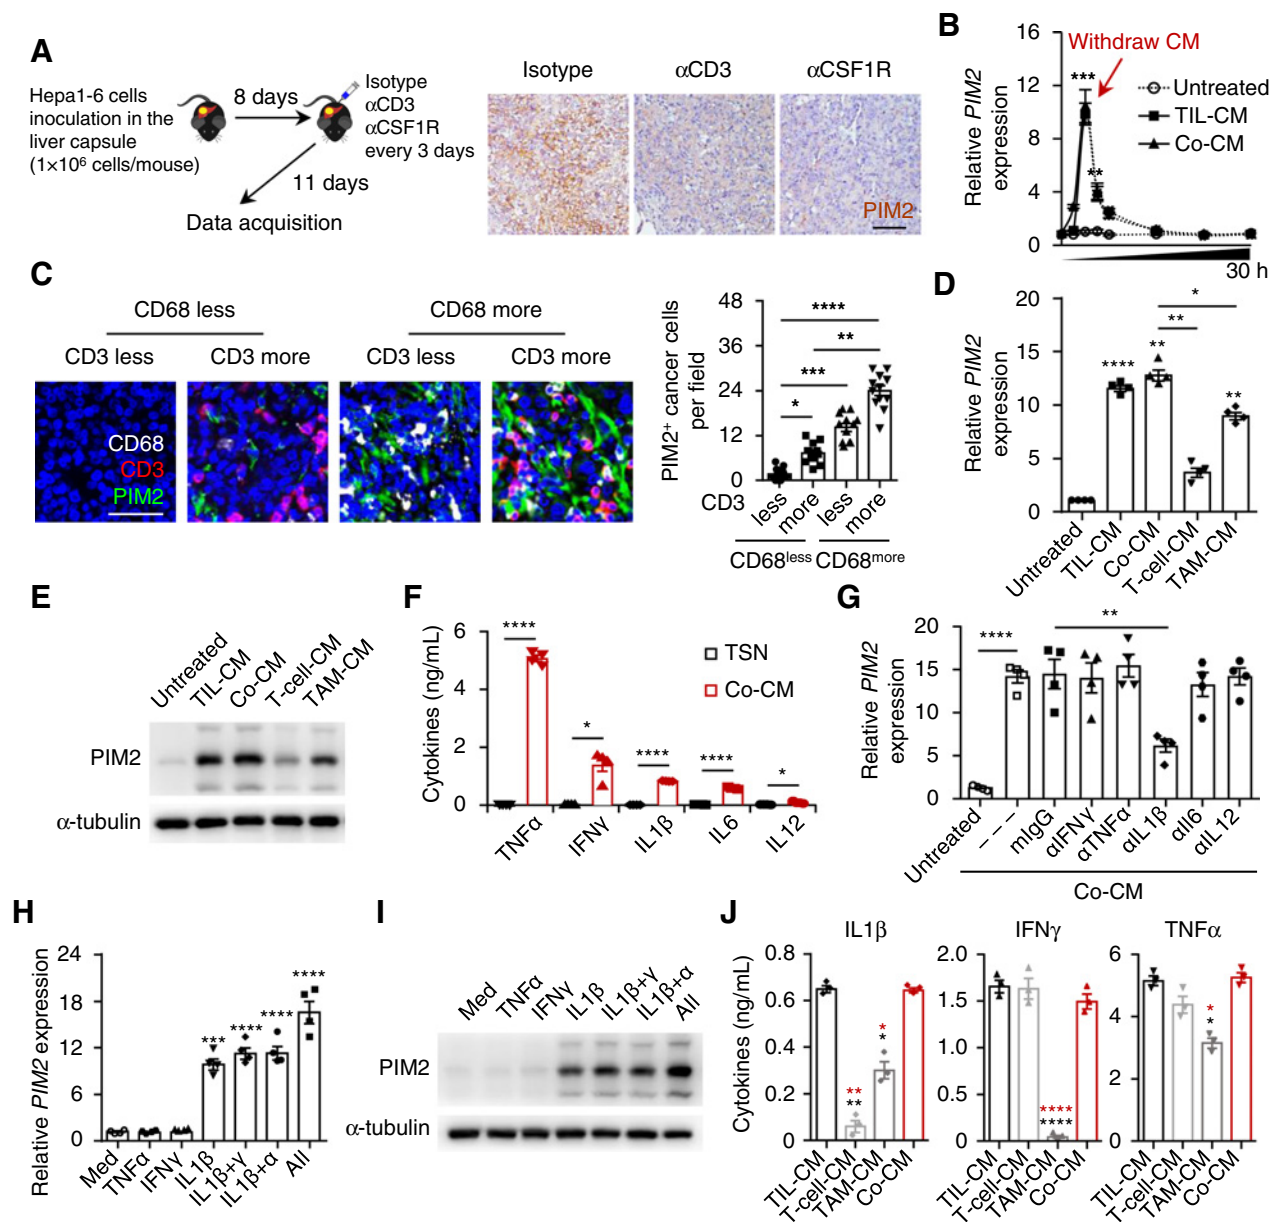 A
Hepa1-6 cells
inoculation in the
liver capsule
(1×10⁶ cells/mouse)
8 days
Isotype
αCD3
αCSF1R
every 3 days
11 days
Data acquisition
Isotype
αCD3
αCSF1R
PIM2
B
Relative PIM2
expression
16
12
8
4
0
Withdraw CM
***
**
Untreated
TIL-CM
Co-CM
30 h
C
CD68 less
CD68 more
CD3 less
CD3 more
CD3 less
CD3 more
CD68
CD3
PIM2
PIM2⁺ cancer cells
per field
48
36
24
12
0
****
**
***
*
CD3
less
more
less
more
CD68ˡᵉˢˢ
CD68ᵐᵒʳᵉ
D
Relative PIM2
expression
20
15
10
5
0
*
**
****
**
**
Untreated
TIL-CM
Co-CM
T-cell-CM
TAM-CM
E
Untreated
TIL-CM
Co-CM
T-cell-CM
TAM-CM
PIM2
α-tubulin
F
Cytokines (ng/mL)
6
4
2
0
****
*
****
****
*
TSN
Co-CM
TNFα
IFNγ
IL1β
IL6
IL12
G
Relative PIM2
expression
20
15
10
5
0
****
**
Untreated
– – –
mIgG
αIFNγ
αTNFα
αIL1β
αIl6
αIL12
Co-CM
H
Relative PIM2 expression
24
18
12
6
0
***
****
****
****
Med
TNFα
IFNγ
IL1β
IL1β+γ
IL1β+α
All
I
Med
TNFα
IFNγ
IL1β
IL1β+γ
IL1β+α
All
PIM2
α-tubulin
J
Cytokines (ng/mL)
IL1β
0.8
0.6
0.4
0.2
0
**
**
*
*
TIL-CM
T-cell-CM
TAM-CM
Co-CM
IFNγ
2.0
1.5
1.0
0.5
0
****
****
TIL-CM
T-cell-CM
TAM-CM
Co-CM
TNFα
6
4
2
0
*
*
TIL-CM
T-cell-CM
TAM-CM
Co-CM